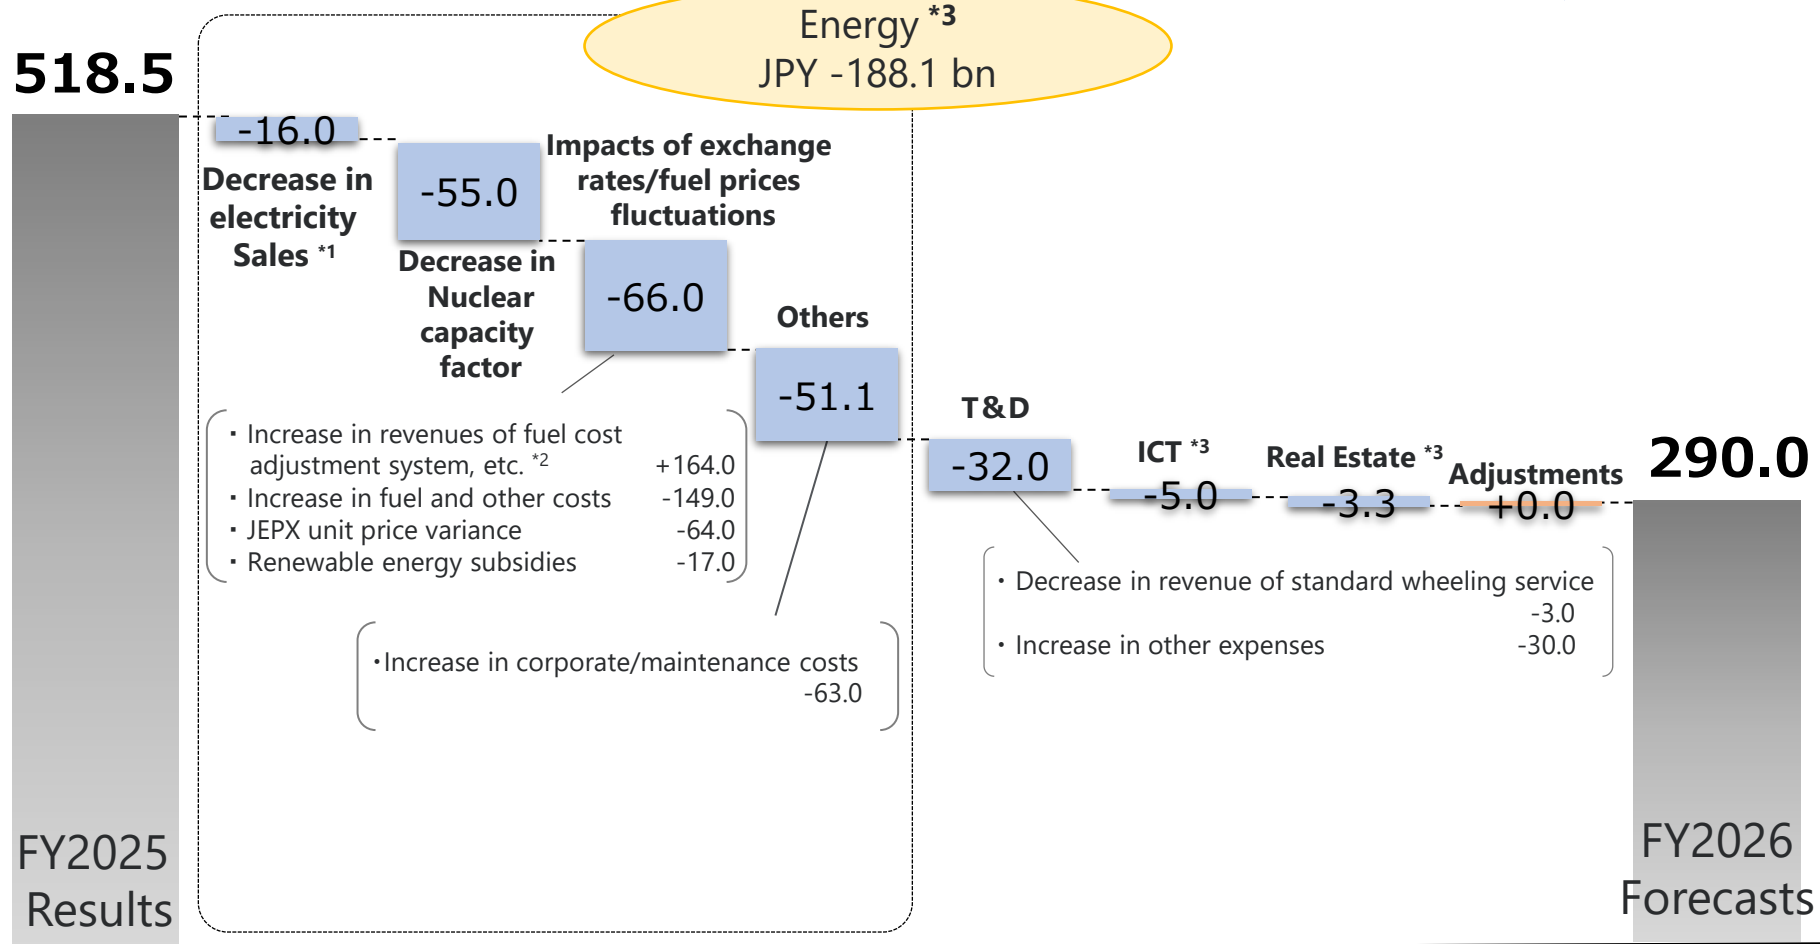 Energy *3
JPY -188.1 bn
518.5
-16.0
Decrease in
electricity
Sales *1
-55.0
Decrease in
Nuclear
capacity
factor
Impacts of exchange
rates/fuel prices
fluctuations
-66.0
・Increase in revenues of fuel cost
adjustment system, etc. *2 +164.0
・Increase in fuel and other costs -149.0
・JEPX unit price variance -64.0
・Renewable energy subsidies -17.0
Others
-51.1
・Increase in corporate/maintenance costs
-63.0
T&D
-32.0
・Decrease in revenue of standard wheeling service
-3.0
・Increase in other expenses -30.0
ICT *3
-5.0
Real Estate *3
-3.3
Adjustments
+0.0
290.0
FY2025
Results
FY2026
Forecasts